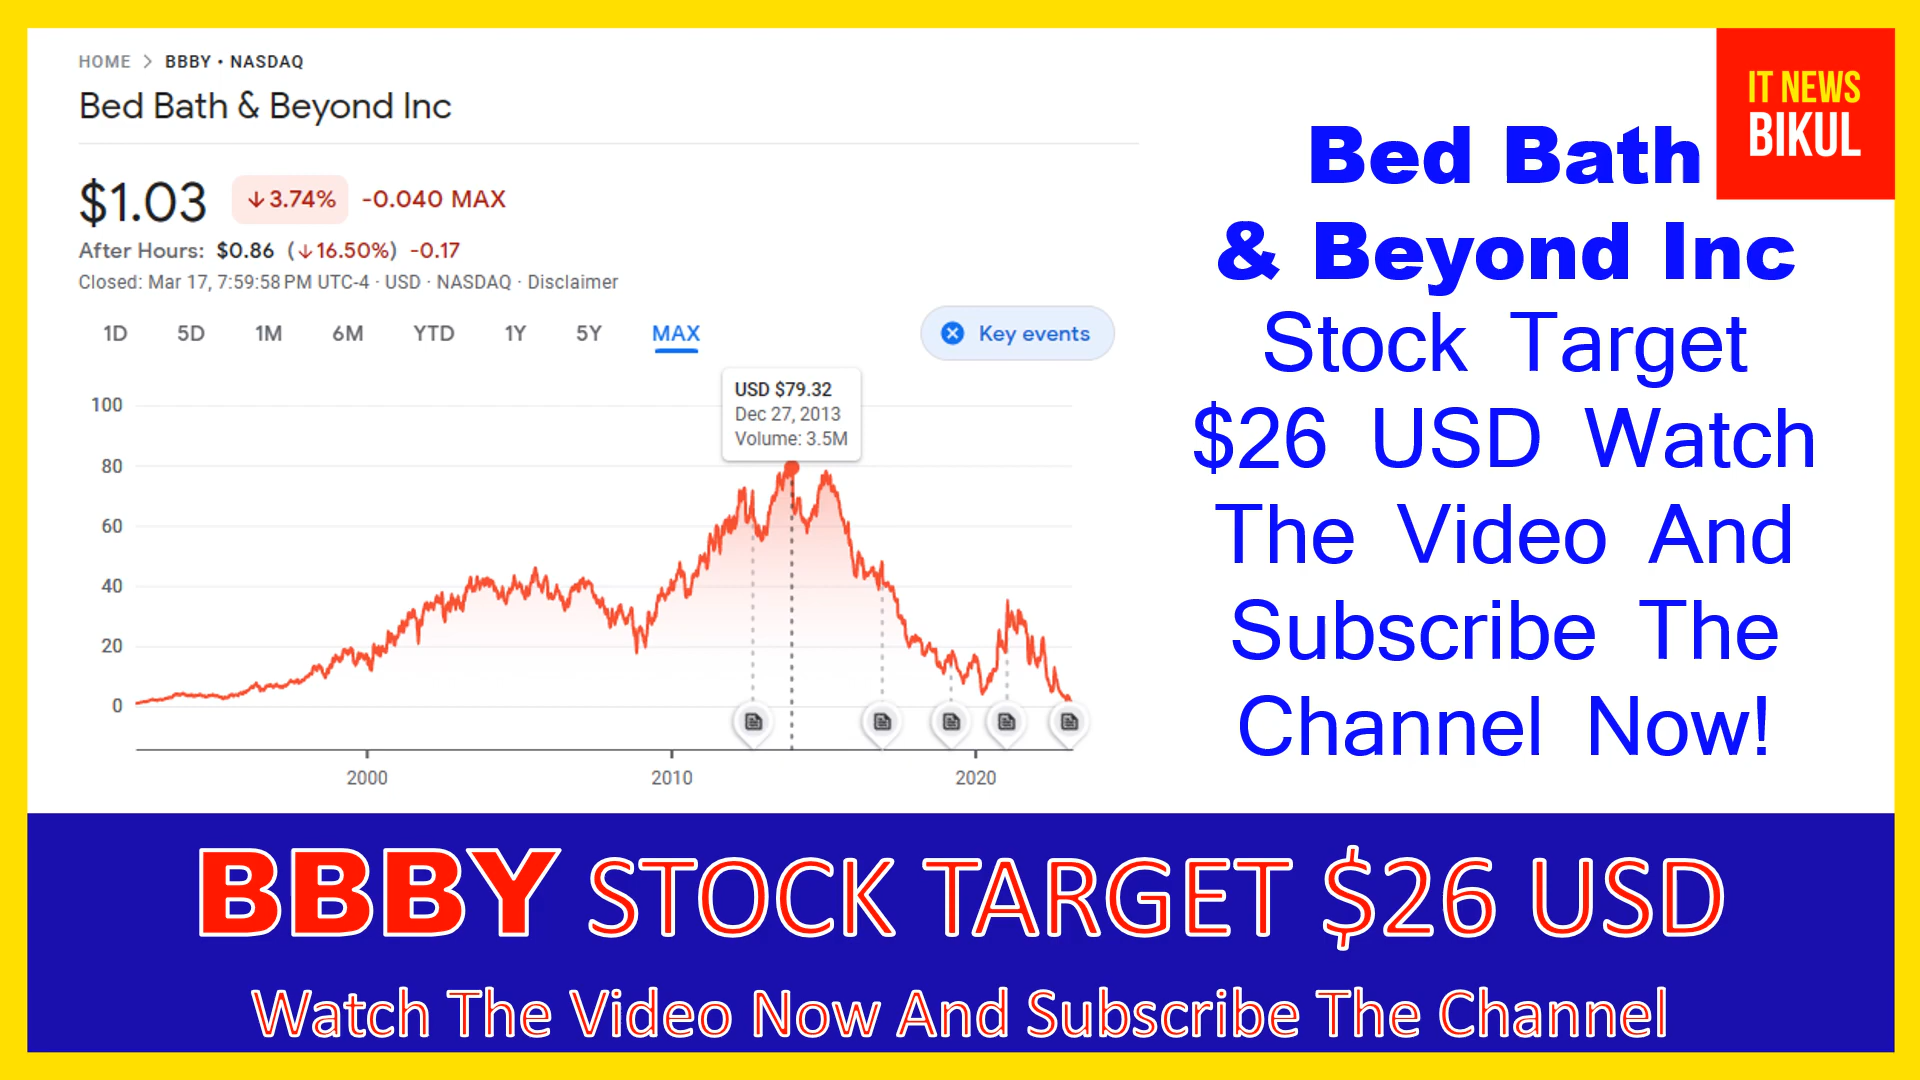 HOME > BBBY • NASDAQ
Bed Bath & Beyond Inc
$1.03 ↓3.74% -0.040 MAX
After Hours: $0.86 (↓16.50%) -0.17
Closed: Mar 17, 7:59:58 PM UTC-4 · USD · NASDAQ · Disclaimer
1D 5D 1M 6M YTD 1Y 5Y MAX Key events
USD $79.32
Dec 27, 2013
Volume: 3.5M
100
80
60
40
20
0
2000 2010 2020
IT NEWS
BIKUL
Bed Bath
& Beyond Inc
Stock Target
$26 USD Watch
The Video And
Subscribe The
Channel Now!
BBBY STOCK TARGET $26 USD
Watch The Video Now And Subscribe The Channel